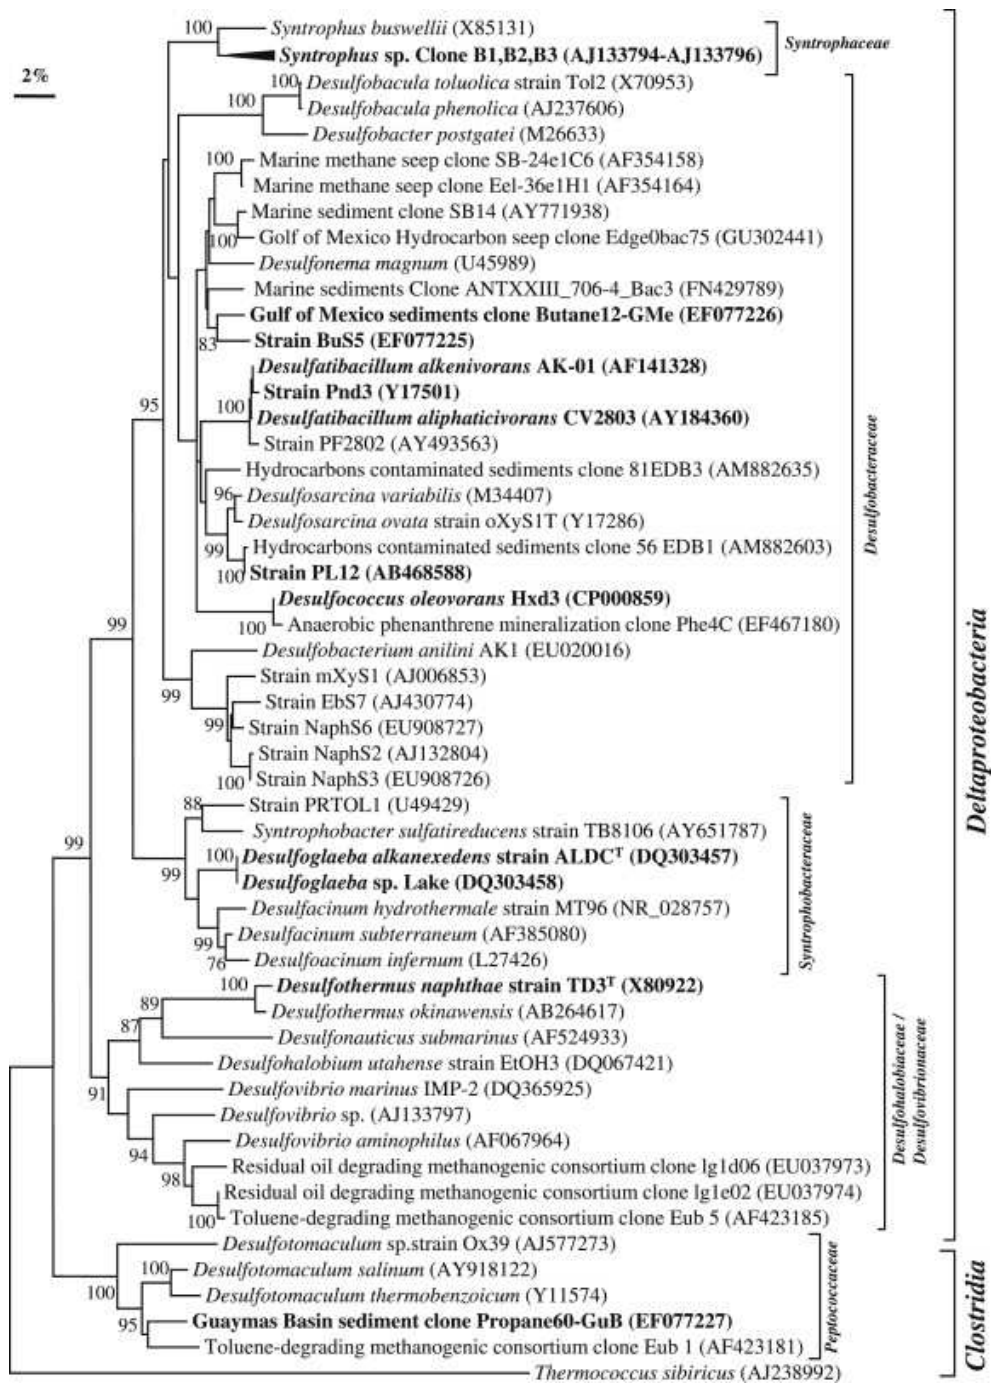 100
Syntrophus buswellii (X85131)
Syntrophus sp. Clone B1,B2,B3 (AJ133794-AJ133796)
Syntrophaceae
2%
100
100
Desulfobacula toluolica strain Tol2 (X70953)
Desulfobacula phenolica (AJ237606)
Desulfobacter postgatei (M26633)
100
Marine methane seep clone SB-24e1C6 (AF354158)
Marine methane seep clone Eel-36e1H1 (AF354164)
Marine sediment clone SB14 (AY771938)
100
Golf of Mexico Hydrocarbon seep clone Edge0bac75 (GU302441)
Desulfonema magnum (U45989)
Marine sediments Clone ANTXXIII_706-4_Bac3 (FN429789)
Gulf of Mexico sediments clone Butane12-GMe (EF077226)
83
Strain BuS5 (EF077225)
Desulfatibacillum alkenivorans AK-01 (AF141328)
Strain Pnd3 (Y17501)
95
100
Desulfatibacillum aliphaticivorans CV2803 (AY184360)
Strain PF2802 (AY493563)
Hydrocarbons contaminated sediments clone 81EDB3 (AM882635)
96
Desulfosarcina variabilis (M34407)
Desulfosarcina ovata strain oXyS1T (Y17286)
99
Hydrocarbons contaminated sediments clone 56 EDB1 (AM882603)
100
Strain PL12 (AB468588)
Desulfococcus oleovorans Hxd3 (CP000859)
99
100
Anaerobic phenanthrene mineralization clone Phe4C (EF467180)
Desulfobacterium anilini AK1 (EU020016)
99
Strain mXyS1 (AJ006853)
Strain EbS7 (AJ430774)
99
Strain NaphS6 (EU908727)
Strain NaphS2 (AJ132804)
100
Strain NaphS3 (EU908726)
Desulfobacteraceae
88
Strain PRTOL1 (U49429)
Syntrophobacter sulfatireducens strain TB8106 (AY651787)
99
100
Desulfoglaeba alkanexedens strain ALDCᵀ (DQ303457)
99
Desulfoglaeba sp. Lake (DQ303458)
Desulfacinum hydrothermale strain MT96 (NR_028757)
99
Desulfacinum subterraneum (AF385080)
76
Desulfoacinum infernum (L27426)
Syntrophobacteraceae
100
Desulfothermus naphthae strain TD3ᵀ (X80922)
89
Desulfothermus okinawensis (AB264617)
87
Desulfonauticus submarinus (AF524933)
Desulfohalobium utahense strain EtOH3 (DQ067421)
91
Desulfovibrio marinus IMP-2 (DQ365925)
Desulfovibrio sp. (AJ133797)
Desulfovibrio aminophilus (AF067964)
94
Residual oil degrading methanogenic consortium clone lg1d06 (EU037973)
98
Residual oil degrading methanogenic consortium clone lg1e02 (EU037974)
100
Toluene-degrading methanogenic consortium clone Eub 5 (AF423185)
Desulfohalobiaceae /
Desulfovibrionaceae
Deltaproteobacteria
Desulfotomaculum sp.strain Ox39 (AJ577273)
100
Desulfotomaculum salinum (AY918122)
100
Desulfotomaculum thermobenzoicum (Y11574)
95
Guaymas Basin sediment clone Propane60-GuB (EF077227)
Toluene-degrading methanogenic consortium clone Eub 1 (AF423181)
Peptococcaceae
Clostridia
Thermococcus sibiricus (AJ238992)